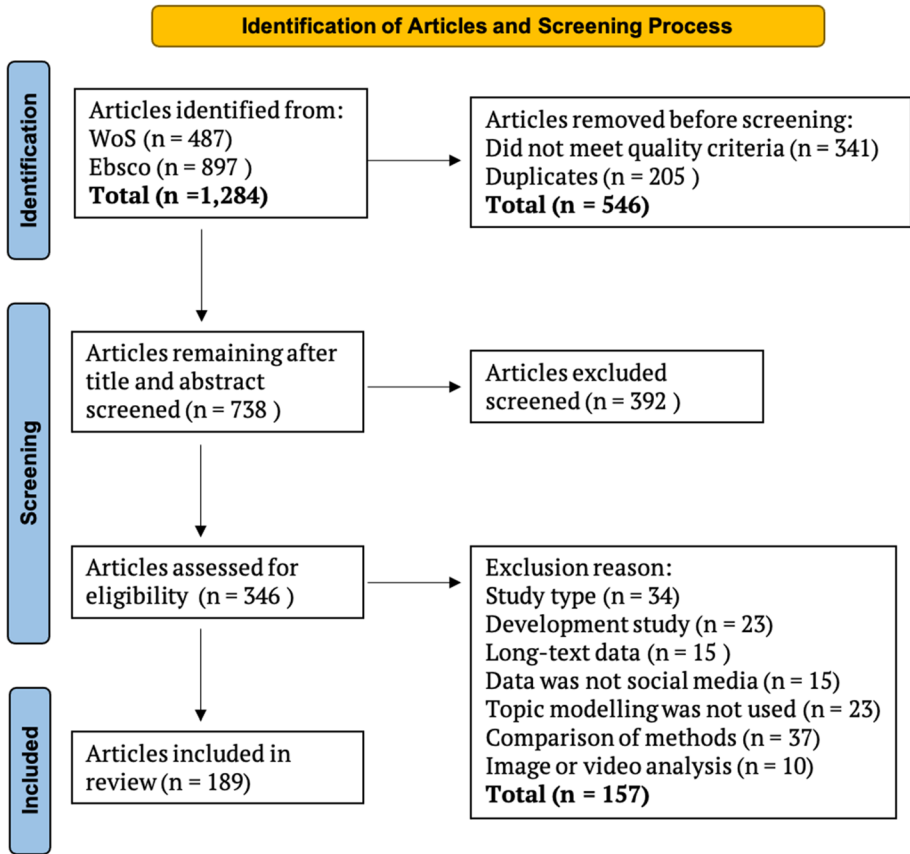 Identification of Articles and Screening Process
Identification
Articles identified from:
WoS (n = 487)
Ebsco (n = 897 )
Total (n =1,284)
Articles removed before screening:
Did not meet quality criteria (n = 341)
Duplicates (n = 205 )
Total (n = 546)
Screening
Articles remaining after
title and abstract
screened (n = 738 )
Articles excluded
screened (n = 392 )
Articles assessed for
eligibility (n = 346 )
Exclusion reason:
Study type (n = 34)
Development study (n = 23)
Long-text data (n = 15 )
Data was not social media (n = 15)
Topic modelling was not used (n = 23)
Comparison of methods (n = 37)
Image or video analysis (n = 10)
Total (n = 157)
Included
Articles included in
review (n = 189)